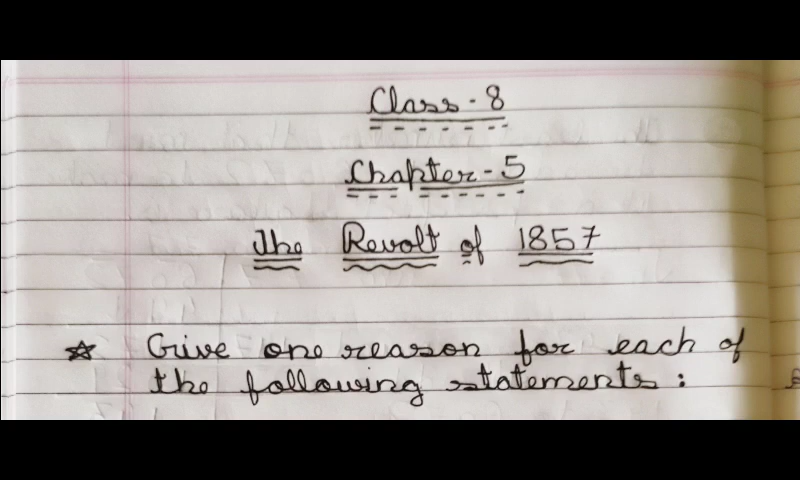 Class - 8
Chapter - 5
The Revolt of 1857
☆ Give one reason for each of
the following statements :